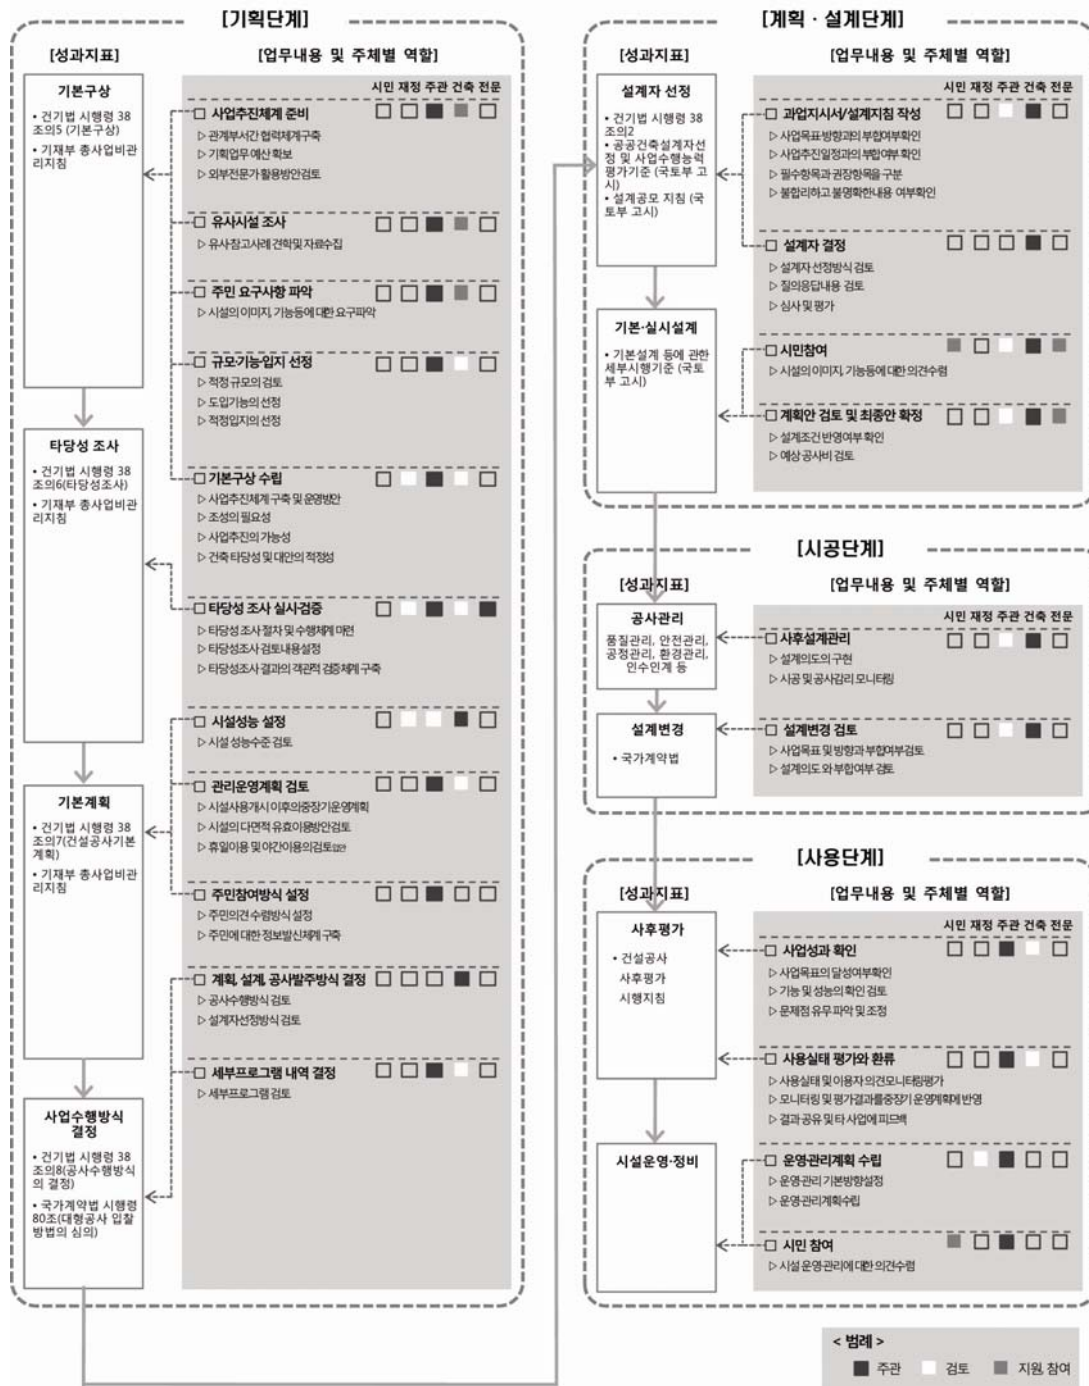 [기획단계]
[성과지표]
[업무내용 및 주체별 역할]
시민 재정 주관 건축 전문
기본구상
• 건기법 시행령 38
조의5 (기본구상)
• 기재부 총사업비관
리지침
□ 사업추진체계 준비
▷ 관계부서간 협력체계구축
▷ 기획업무 예산 확보
▷ 외부전문가 활용방안검토
□ 유사시설 조사
▷ 유사참고사례 견학 및 자료수집
□ 주민 요구사항 파악
▷ 시설의 이미지, 기능등에 대한 요구파악
□ 규모·기능·입지 선정
▷ 적정 규모의 검토
▷ 도입기능의 선정
▷ 적정입지의 선정
□ 기본구상 수립
▷ 사업추진체계 구축 및 운영방안
▷ 조성의 필요성
▷ 사업추진의 가능성
▷ 건축 타당성 및 대안의 적정성
타당성 조사
• 건기법 시행령 38
조의6(타당성조사)
• 기재부 총사업비관
리지침
□ 타당성 조사 실시·검증
▷ 타당성 조사 절차 및 수행체계 마련
▷ 타당성조사 검토내용설정
▷ 타당성조사 결과의 객관적 검증체계 구축
기본계획
• 건기법 시행령 38
조의7(건설공사기본
계획)
• 기재부 총사업비관
리지침
□ 시설성능 설정
▷ 시설 성능수준 검토
□ 관리운영계획 검토
▷ 시설사용개시 이후의중장기운영계획
▷ 시설의 다면적 유효이용방안검토
▷ 휴일이용 및 야간이용의검토
□ 주민참여방식 설정
▷ 주민의견 수렴방식 설정
▷ 주민에 대한 정보발신체계 구축
사업수행방식
결정
• 건기법 시행령 38
조의8(공사수행방식
의 결정)
• 국가계약법 시행령
80조(대형공사 입찰
방법의 심의)
□ 계획, 설계, 공사발주방식 결정
▷ 공사수행방식 검토
▷ 설계자선정방식 검토
□ 세부프로그램 내역 결정
▷ 세부프로그램 검토
[계획 · 설계단계]
[성과지표]
[업무내용 및 주체별 역할]
시민 재정 주관 건축 전문
설계자 선정
• 건기법 시행령 38
조의2
• 공공건축설계자선
정 및 사업수행능력
평가기준 (국토부 고
시)
• 설계공모 지침 (국
토부 고시)
□ 과업지시서/설계지침 작성
▷ 사업목표·방향과의 부합여부확인
▷ 사업추진일정과의 부합여부 확인
▷ 필수항목과 권장항목을 구분
▷ 불합리하고 불명확한내용 여부확인
□ 설계자 결정
▷ 설계자 선정방식 검토
▷ 질의응답내용 검토
▷ 심사 및 평가
기본·실시설계
• 기본설계 등에 관한
세부시행기준 (국토
부 고시)
□ 시민참여
▷ 시설의 이미지, 기능등에 대한 의견수렴
□ 계획안 검토 및 최종안 확정
▷ 설계조건 반영여부 확인
▷ 예상 공사비 검토
[시공단계]
[성과지표]
[업무내용 및 주체별 역할]
시민 재정 주관 건축 전문
공사관리
품질관리, 안전관리,
공정관리, 환경관리,
인수인계 등
□ 사후설계관리
▷ 설계의도의 구현
▷ 시공 및 공사감리 모니터링
설계변경
• 국가계약법
□ 설계변경 검토
▷ 사업목표 및 방향과 부합여부검토
▷ 설계의도 와 부합여부 검토
[사용단계]
[성과지표]
[업무내용 및 주체별 역할]
시민 재정 주관 건축 전문
사후평가
• 건설공사
사후평가
시행지침
□ 사업성과 확인
▷ 사업목표의 달성여부확인
▷ 기능 및 성능의 확인 검토
▷ 문제점 유무 파악 및 조정
□ 사용실태 평가와 환류
▷ 사용실태 및 이용자 의견모니터링·평가
▷ 모니터링 및 평가결과를중장기 운영계획에 반영
▷ 결과 공유 및 타 사업에 피드백
시설운영·정비
□ 운영·관리계획 수립
▷ 운영·관리 기본방향설정
▷ 운영·관리계획수립
□ 시민 참여
▷ 시설 운영·관리에 대한 의견수렴
< 범례 >
■ 주관 □ 검토 ■ 지원, 참여